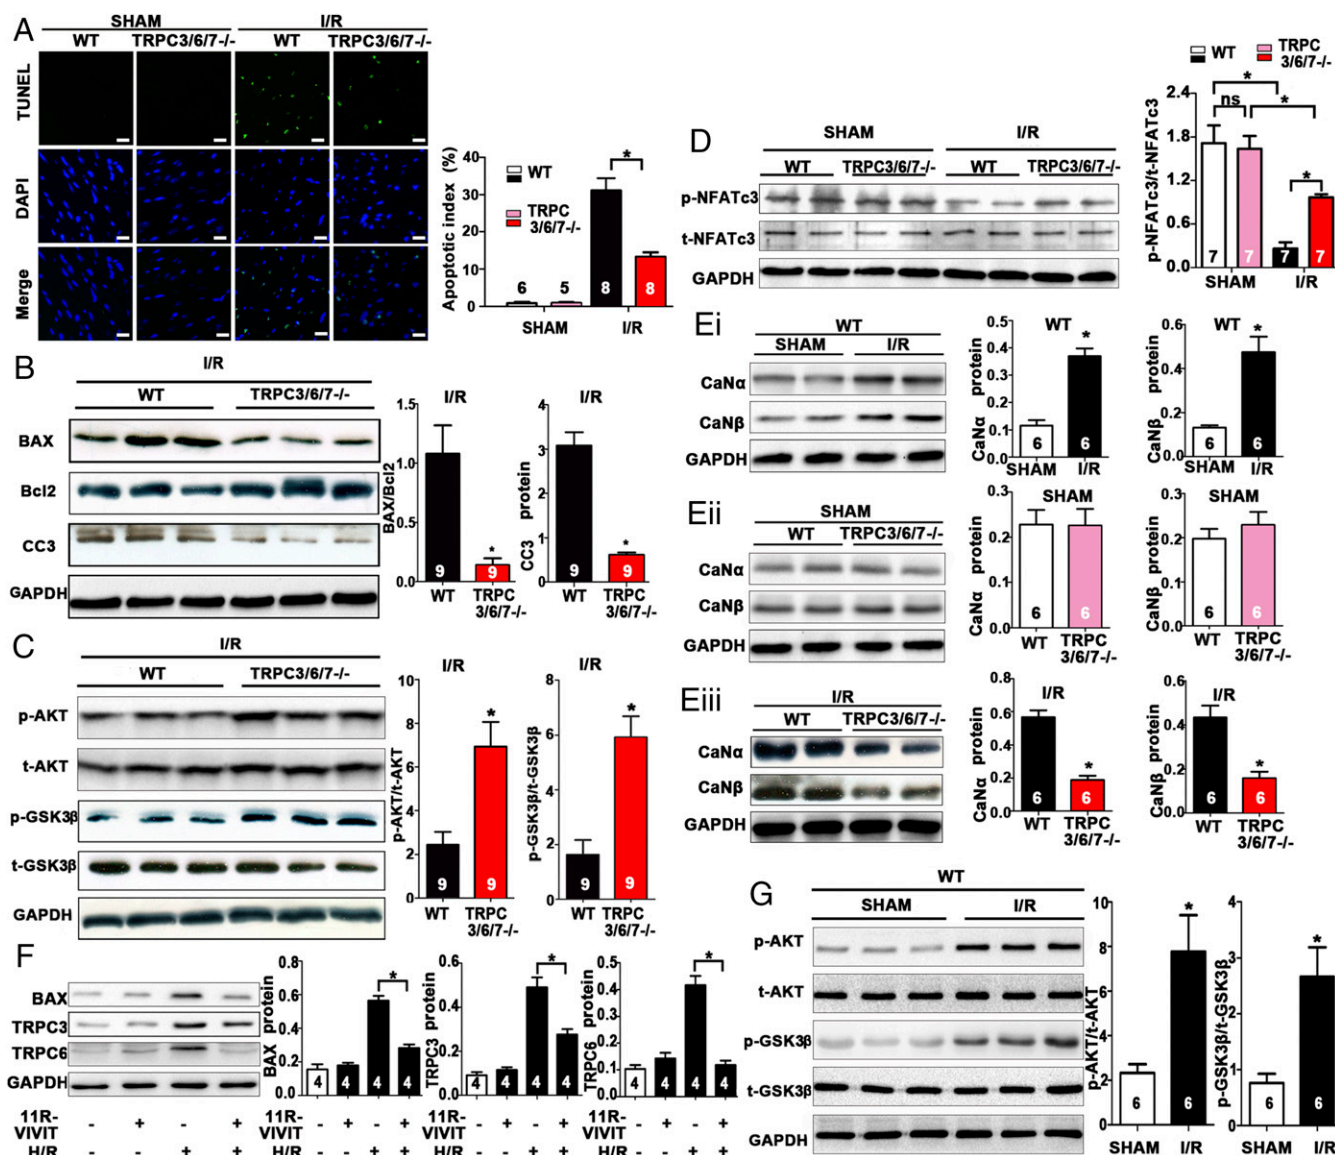 A
SHAM
I/R
WT
TRPC3/6/7-/-
WT
TRPC3/6/7-/-
TUNEL
DAPI
Merge
Apoptotic index (%)
40
30
20
10
0
WT
TRPC
3/6/7-/-
*
6
5
8
8
SHAM
I/R
B
I/R
WT
TRPC3/6/7-/-
BAX
Bcl2
CC3
GAPDH
I/R
BAX/Bcl2
1.5
1.0
0.5
0.0
*
9
9
WT
TRPC
3/6/7-/-
I/R
CC3 protein
4
3
2
1
0
*
9
9
WT
TRPC
3/6/7-/-
C
I/R
WT
TRPC3/6/7-/-
p-AKT
t-AKT
p-GSK3β
t-GSK3β
GAPDH
I/R
p-AKT/t-AKT
10
8
6
4
2
0
*
9
9
WT
TRPC
3/6/7-/-
I/R
p-GSK3β/t-GSK3β
8
6
4
2
0
*
9
9
WT
TRPC
3/6/7-/-
D
SHAM
I/R
WT
TRPC3/6/7-/-
WT
TRPC3/6/7-/-
p-NFATc3
t-NFATc3
GAPDH
WT
TRPC
3/6/7-/-
p-NFATc3/t-NFATc3
2.4
1.8
1.2
0.6
0.0
*
ns
*
*
7
7
7
7
SHAM
I/R
Ei
WT
SHAM
I/R
CaNα
CaNβ
GAPDH
WT
CaNα protein
0.5
0.4
0.3
0.2
0.1
0.0
*
6
6
SHAM
I/R
WT
CaNβ protein
0.6
0.4
0.2
0.0
*
6
6
SHAM
I/R
Eii
SHAM
WT
TRPC3/6/7-/-
CaNα
CaNβ
GAPDH
SHAM
CaNα protein
0.3
0.2
0.2
0.1
0.0
6
6
WT
TRPC
3/6/7-/-
SHAM
CaNβ protein
0.3
0.2
0.2
0.1
0.0
6
6
WT
TRPC
3/6/7-/-
Eiii
I/R
WT
TRPC3/6/7-/-
CaNα
CaNβ
GAPDH
I/R
CaNα protein
0.8
0.6
0.4
0.2
0.0
*
6
6
WT
TRPC
3/6/7-/-
I/R
CaNβ protein
0.6
0.4
0.2
0.0
*
6
6
WT
TRPC
3/6/7-/-
F
BAX
TRPC3
TRPC6
GAPDH
11R-
VIVIT
- + - +
H/R
- - + +
BAX protein
0.8
0.6
0.4
0.2
0.0
*
4
4
4
4
11R-
VIVIT
- + - +
H/R
- - + +
TRPC3 protein
0.6
0.4
0.2
0.0
*
4
4
4
4
11R-
VIVIT
- + - +
H/R
- - + +
TRPC6 protein
0.5
0.4
0.3
0.2
0.1
0.0
*
4
4
4
4
11R-
VIVIT
- + - +
H/R
- - + +
G
WT
SHAM
I/R
p-AKT
t-AKT
p-GSK3β
t-GSK3β
GAPDH
p-AKT/t-AKT
10
8
6
4
2
0
*
6
6
SHAM
I/R
p-GSK3β/t-GSK3β
4
3
2
1
0
*
6
6
SHAM
I/R